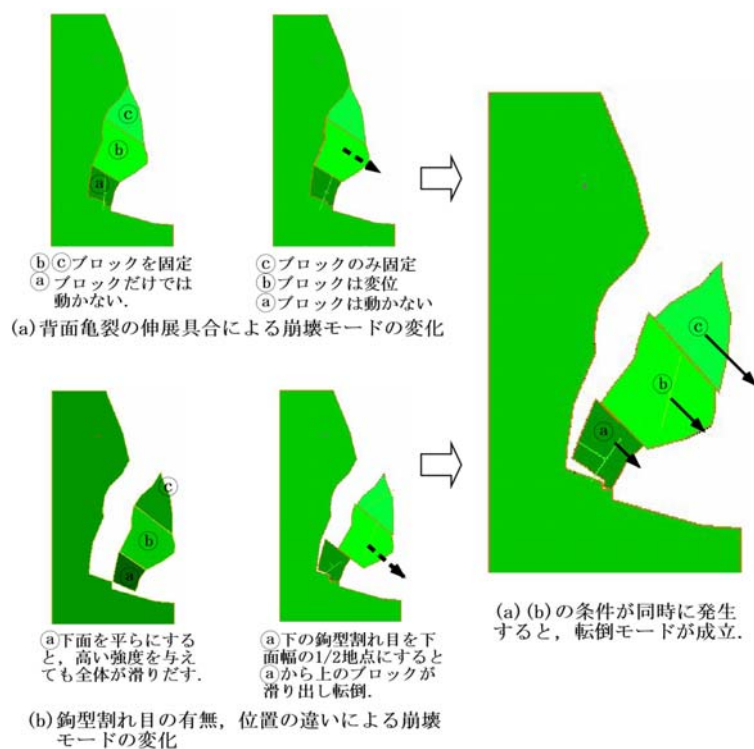 ⓒ
ⓑ
ⓐ
ⓑⓒブロックを固定
ⓐブロックだけでは
動かない．
ⓒブロックのみ固定
ⓑブロックは変位
ⓐブロックは動かない
(a)背面亀裂の伸展具合による崩壊モードの変化
ⓒ
ⓑ
ⓐ
ⓐ下面を平らにする
と，高い強度を与え
ても全体が滑りだす．
ⓐ下の鉤型割れ目を下
面幅の1/2地点にすると
ⓐから上のブロックが
滑り出し転倒．
(b)鉤型割れ目の有無，位置の違いによる崩壊
モードの変化
ⓒ
ⓑ
ⓐ
(a)(b)の条件が同時に発生
すると，転倒モードが成立．